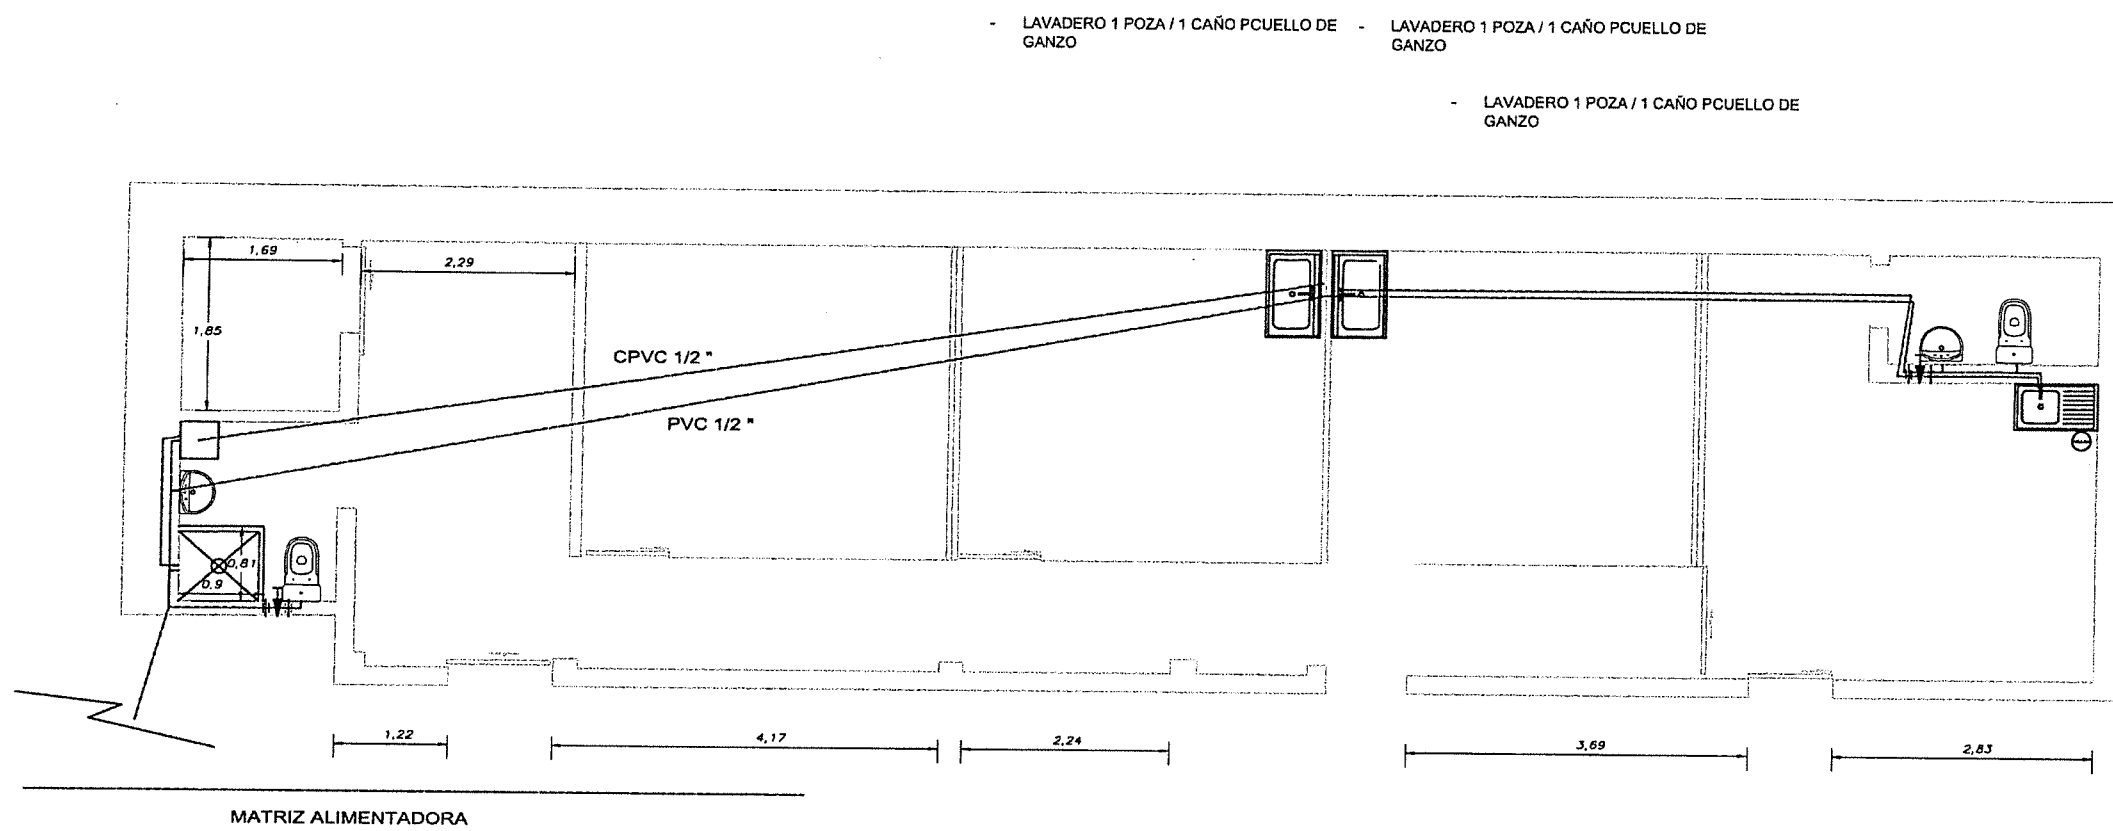 - LAVADERO 1 POZA / 1 CAÑO PCUELLO DE
GANZO
- LAVADERO 1 POZA / 1 CAÑO PCUELLO DE
GANZO
- LAVADERO 1 POZA / 1 CAÑO PCUELLO DE
GANZO
1,69
2,29
1,85
CPVC 1/2 "
PVC 1/2 "
0,81
0,9
1,22
4,17
2,24
3,69
2,83
MATRIZ ALIMENTADORA